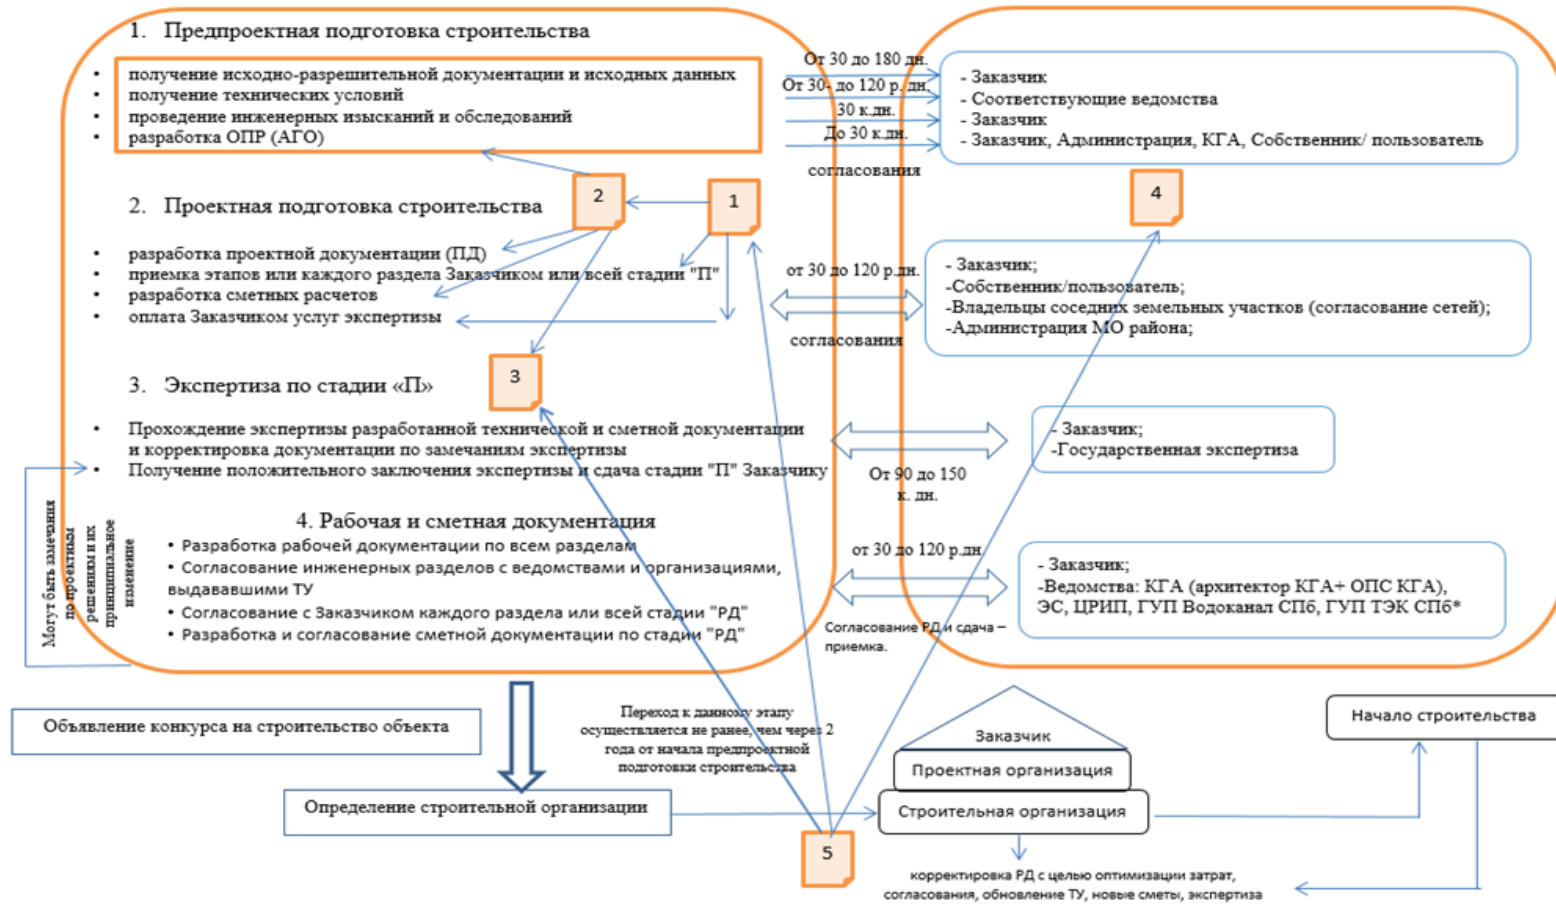 1. Предпроектная подготовка строительства
• получение исходно-разрешительной документации и исходных данных
• получение технических условий
• проведение инженерных изысканий и обследований
• разработка ОПР (АГО)
От 30 до 180 дн.
От 30- до 120 р. дн.
30 к.дн.
До 30 к.дн.
согласования
- Заказчик
- Соответствующие ведомства
- Заказчик
- Заказчик, Администрация, КГА, Собственник/ пользователь
2
1
4
2. Проектная подготовка строительства
• разработка проектной документации (ПД)
• приемка этапов или каждого раздела Заказчиком или всей стадии "П"
• разработка сметных расчетов
• оплата Заказчиком услуг экспертизы
от 30 до 120 р.дн.
согласования
- Заказчик;
-Собственник/пользователь;
-Владельцы соседних земельных участков (согласование сетей);
-Администрация МО района;
3
3. Экспертиза по стадии «П»
• Прохождение экспертизы разработанной технической и сметной документации
и корректировка документации по замечаниям экспертизы
• Получение положительного заключения экспертизы и сдача стадии "П" Заказчику
От 90 до 150
к. дн.
- Заказчик;
-Государственная экспертиза
Могут быть замечания
по проектным
решениям и их
принципиальное
изменение
4. Рабочая и сметная документация
• Разработка рабочей документации по всем разделам
• Согласование инженерных разделов с ведомствами и организациями,
выдававшими ТУ
• Согласование с Заказчиком каждого раздела или всей стадии "РД"
• Разработка и согласование сметной документации по стадии "РД"
от 30 до 120 р.дн.
Согласование РД и сдача –
приемка.
- Заказчик;
-Ведомства: КГА (архитектор КГА+ ОПС КГА),
ЭС, ЦРИП, ГУП Водоканал СПб, ГУП ТЭК СПб*
Объявление конкурса на строительство объекта
Переход к данному этапу
осуществляется не ранее, чем через 2
года от начала предпроектной
подготовки строительства
Определение строительной организации
Заказчик
Проектная организация
Строительная организация
Начало строительства
5
корректировка РД с целью оптимизации затрат,
согласования, обновление ТУ, новые сметы, экспертиза